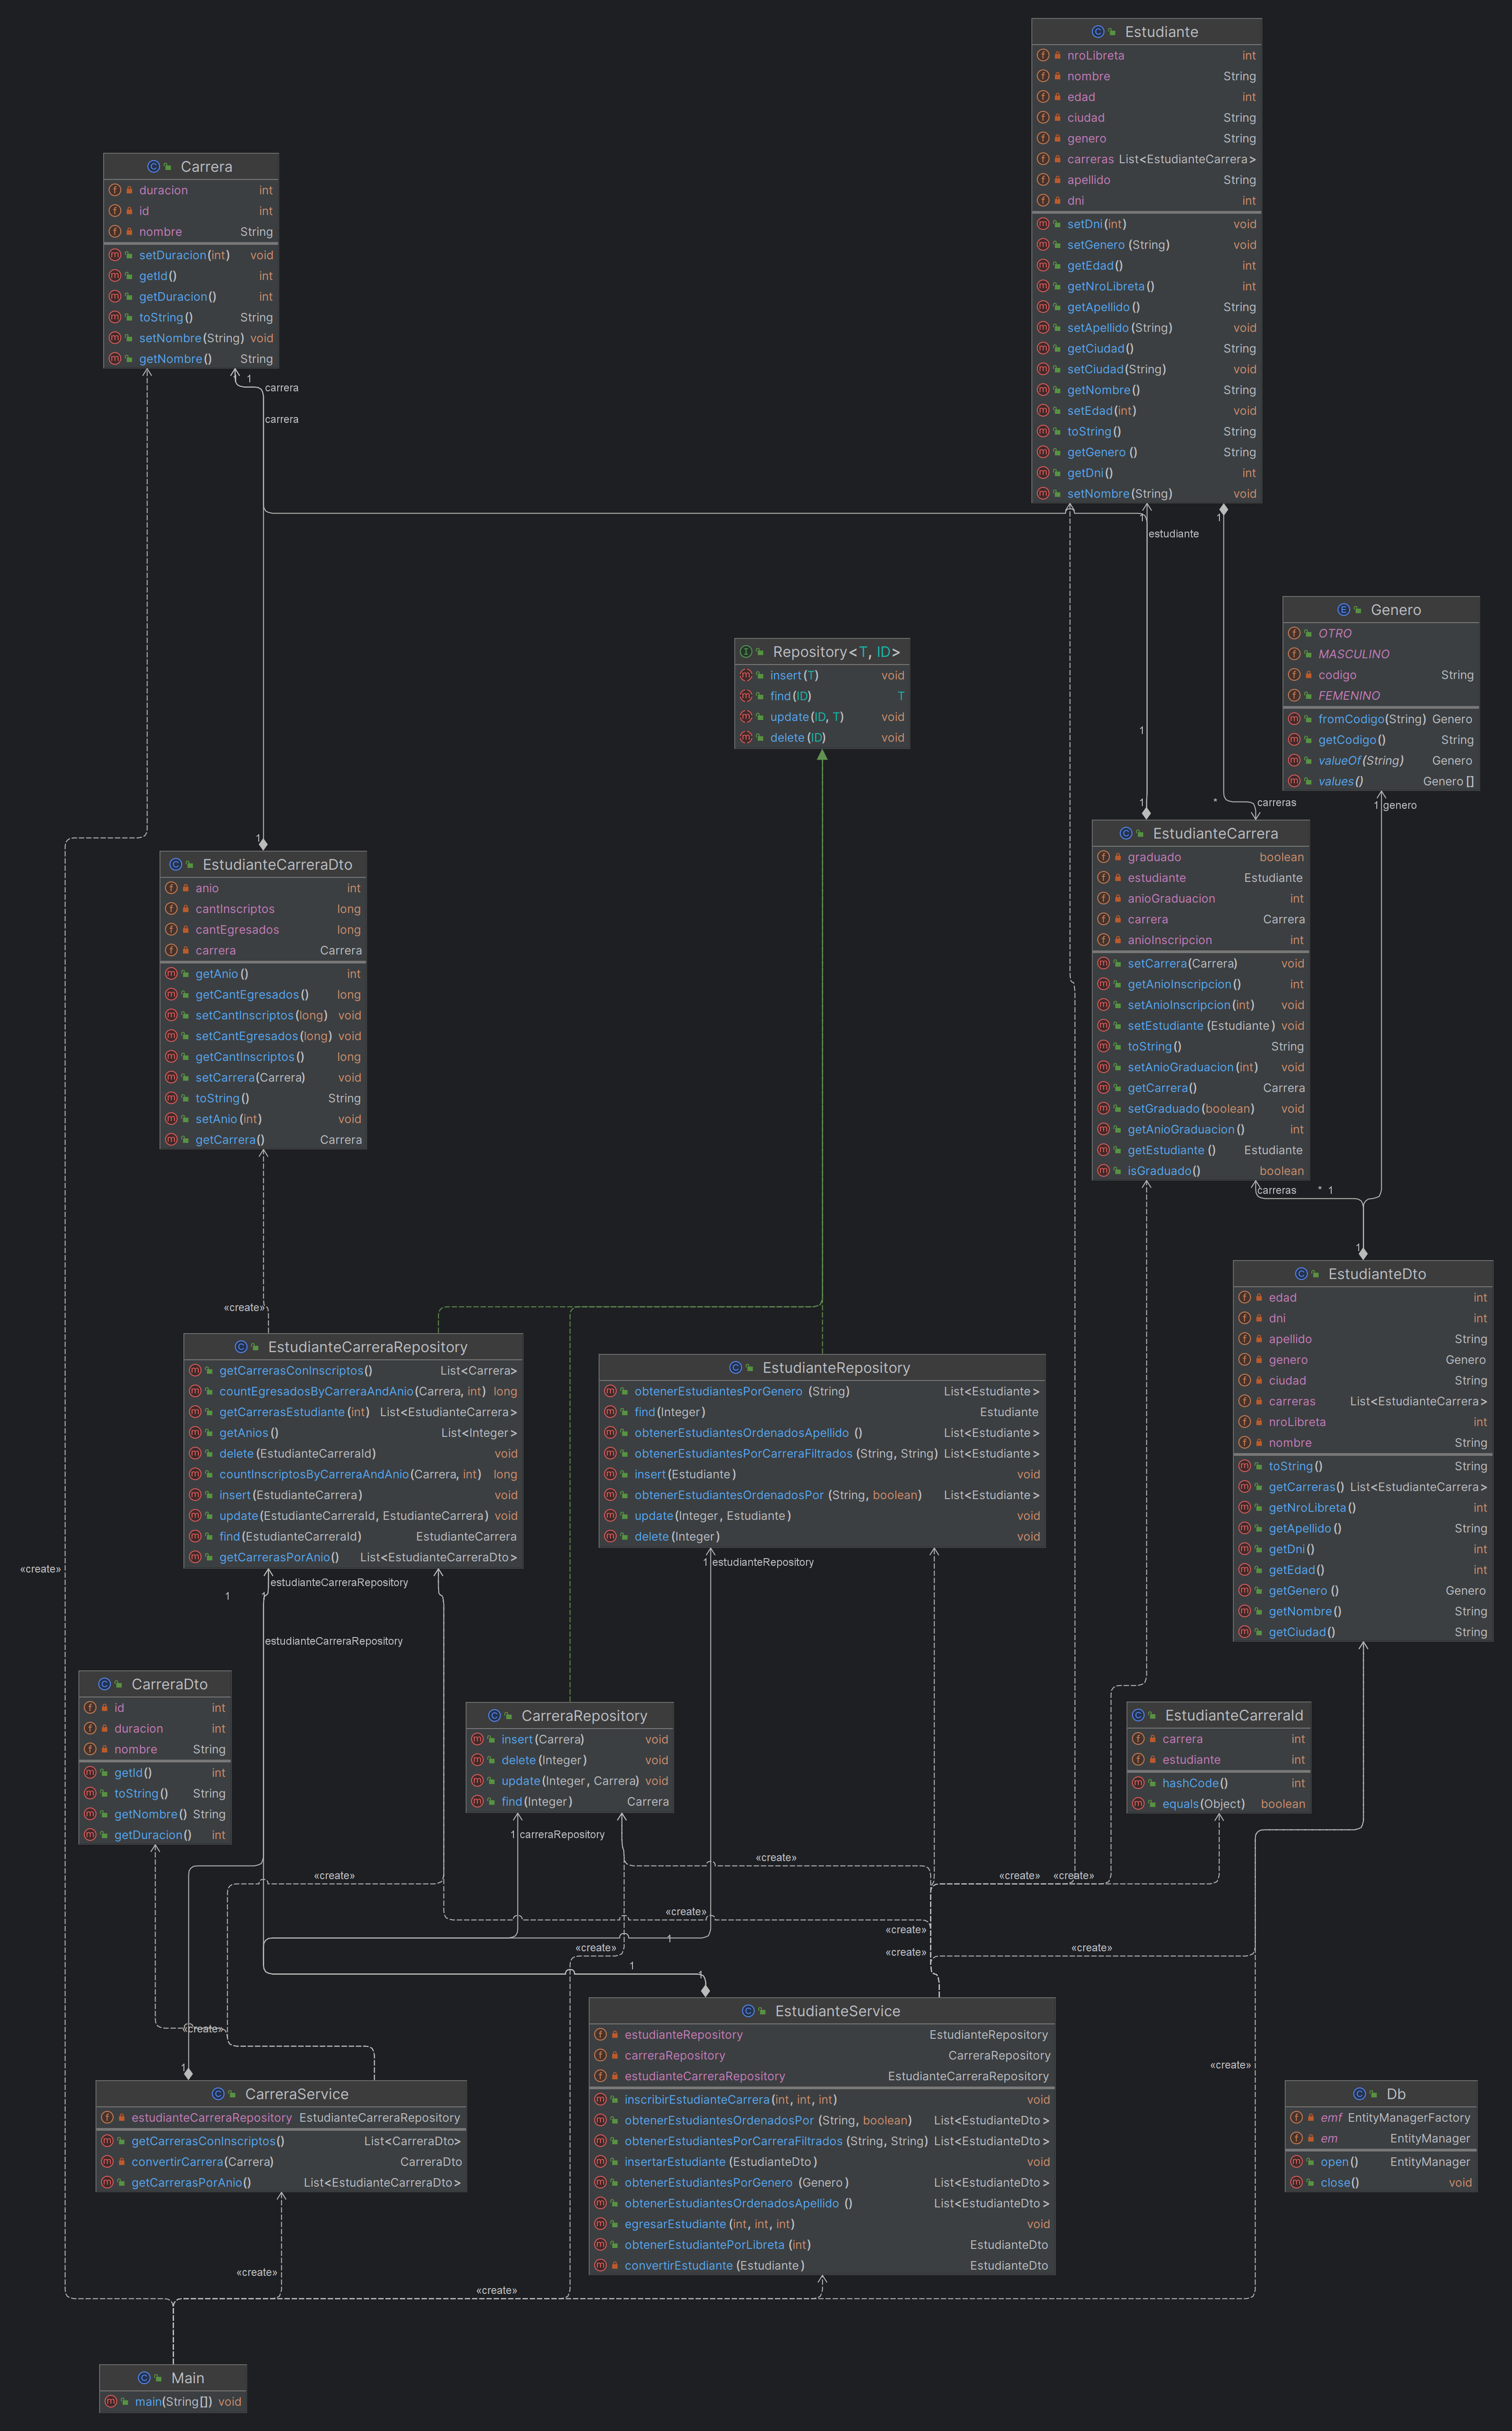 Estudiante
nroLibreta int
nombre String
edad int
ciudad String
genero String
carreras List<EstudianteCarrera>
apellido String
dni int
setDni(int) void
setGenero (String) void
getEdad() int
getNroLibreta() int
getApellido () String
setApellido (String) void
getCiudad() String
setCiudad(String) void
getNombre() String
setEdad(int) void
toString() String
getGenero () String
getDni() int
setNombre(String) void
Carrera
duracion int
id int
nombre String
setDuracion(int) void
getId() int
getDuracion() int
toString() String
setNombre(String) void
getNombre() String
1
carrera
carrera
1
1
estudiante
Genero
OTRO
MASCULINO
codigo String
FEMENINO
fromCodigo(String) Genero
getCodigo() String
valueOf(String) Genero
values() Genero[]
Repository<T, ID>
insert(T) void
find(ID) T
update(ID, T) void
delete(ID) void
1
1
* carreras
1 genero
EstudianteCarrera
graduado boolean
estudiante Estudiante
anioGraduacion int
carrera Carrera
anioInscripcion int
setCarrera(Carrera) void
getAnioInscripcion() int
setAnioInscripcion(int) void
setEstudiante (Estudiante) void
toString() String
setAnioGraduacion(int) void
getCarrera() Carrera
setGraduado(boolean) void
getAnioGraduacion() int
getEstudiante () Estudiante
isGraduado() boolean
1
EstudianteCarreraDto
anio int
cantInscriptos long
cantEgresados long
carrera Carrera
getAnio() int
getCantEgresados() long
setCantInscriptos(long) void
setCantEgresados(long) void
getCantInscriptos() long
setCarrera(Carrera) void
toString() String
setAnio(int) void
getCarrera() Carrera
carreras * 1
1
EstudianteDto
edad int
dni int
apellido String
genero Genero
ciudad String
carreras List<EstudianteCarrera>
nroLibreta int
nombre String
toString() String
getCarreras() List<EstudianteCarrera>
getNroLibreta() int
getApellido () String
getDni() int
getEdad() int
getGenero () Genero
getNombre() String
getCiudad() String
«create»
EstudianteCarreraRepository
getCarrerasConInscriptos() List<Carrera>
countEgresadosByCarreraAndAnio(Carrera, int) long
getCarrerasEstudiante (int) List<EstudianteCarrera>
getAnios() List<Integer>
delete(EstudianteCarreraId) void
countInscriptosByCarreraAndAnio(Carrera, int) long
insert(EstudianteCarrera) void
update(EstudianteCarreraId, EstudianteCarrera) void
find(EstudianteCarreraId) EstudianteCarrera
getCarrerasPorAnio() List<EstudianteCarreraDto>
EstudianteRepository
obtenerEstudiantesPorGenero (String) List<Estudiante>
find(Integer) Estudiante
obtenerEstudiantesOrdenadosApellido () List<Estudiante>
obtenerEstudiantesPorCarreraFiltrados (String, String) List<Estudiante>
insert(Estudiante) void
obtenerEstudiantesOrdenadosPor (String, boolean) List<Estudiante>
update(Integer, Estudiante) void
delete(Integer) void
«create»
1 estudianteRepository
estudianteCarreraRepository
1 1
estudianteCarreraRepository
CarreraDto
id int
duracion int
nombre String
getId() int
toString() String
getNombre() String
getDuracion() int
CarreraRepository
insert(Carrera) void
delete(Integer) void
update(Integer, Carrera) void
find(Integer) Carrera
EstudianteCarreraId
carrera int
estudiante int
hashCode() int
equals(Object) boolean
1 carreraRepository
«create»
«create» «create» «create»
«create»
«create»
1
«create» «create» «create»
1 1
«create»
1
«create»
EstudianteService
estudianteRepository EstudianteRepository
carreraRepository CarreraRepository
estudianteCarreraRepository EstudianteCarreraRepository
inscribirEstudianteCarrera(int, int, int) void
obtenerEstudiantesOrdenadosPor (String, boolean) List<EstudianteDto>
obtenerEstudiantesPorCarreraFiltrados (String, String) List<EstudianteDto>
insertarEstudiante (EstudianteDto) void
obtenerEstudiantesPorGenero (Genero) List<EstudianteDto>
obtenerEstudiantesOrdenadosApellido () List<EstudianteDto>
egresarEstudiante (int, int, int) void
obtenerEstudiantePorLibreta (int) EstudianteDto
convertirEstudiante (Estudiante) EstudianteDto
CarreraService
estudianteCarreraRepository EstudianteCarreraRepository
getCarrerasConInscriptos() List<CarreraDto>
convertirCarrera(Carrera) CarreraDto
getCarrerasPorAnio() List<EstudianteCarreraDto>
Db
emf EntityManagerFactory
em EntityManager
open() EntityManager
close() void
«create»
«create»
Main
main(String[]) void